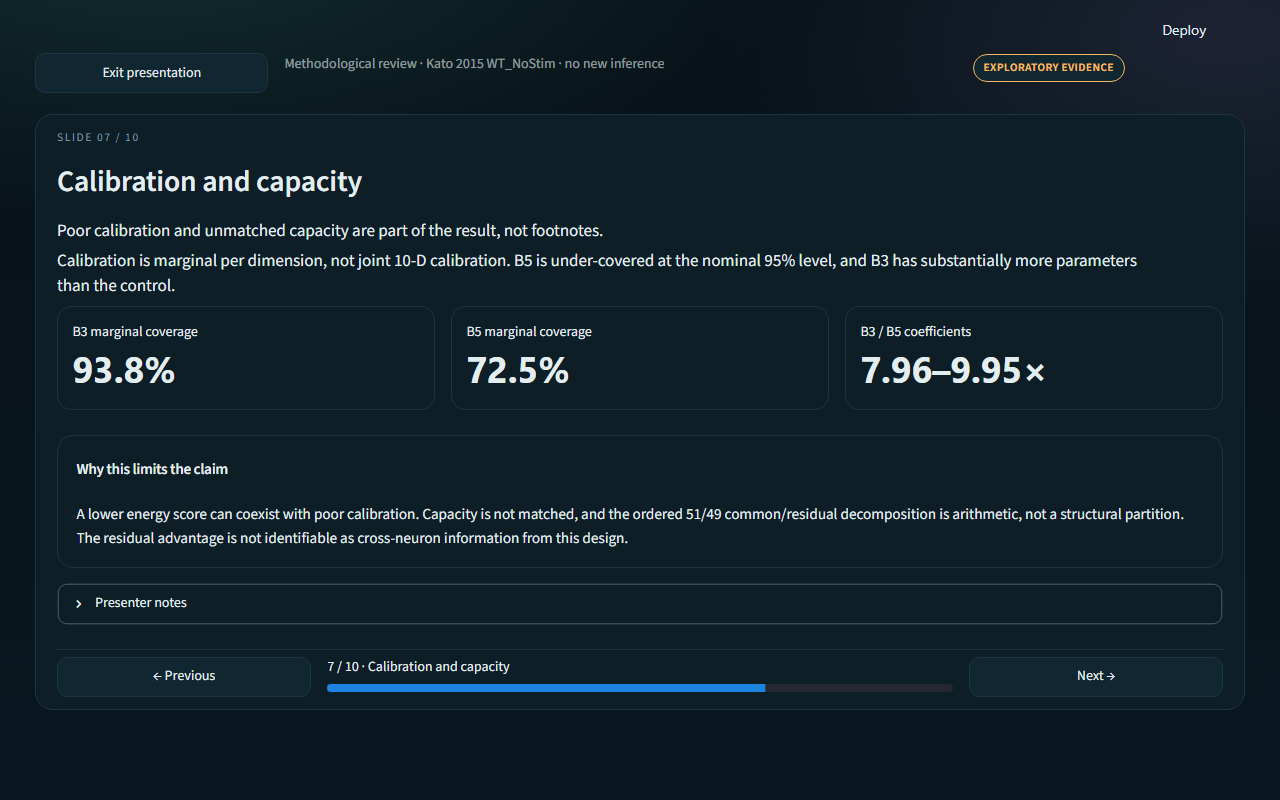 Deploy
Exit presentation
Methodological review · Kato 2015 WT_NoStim · no new inference
EXPLORATORY EVIDENCE
SLIDE 07 / 10
Calibration and capacity
Poor calibration and unmatched capacity are part of the result, not footnotes.
Calibration is marginal per dimension, not joint 10-D calibration. B5 is under-covered at the nominal 95% level, and B3 has substantially more parameters
than the control.
B3 marginal coverage
93.8%
B5 marginal coverage
72.5%
B3 / B5 coefficients
7.96–9.95×
Why this limits the claim
A lower energy score can coexist with poor calibration. Capacity is not matched, and the ordered 51/49 common/residual decomposition is arithmetic, not a structural partition.
The residual advantage is not identifiable as cross-neuron information from this design.
Presenter notes
← Previous
7 / 10 · Calibration and capacity
Next →